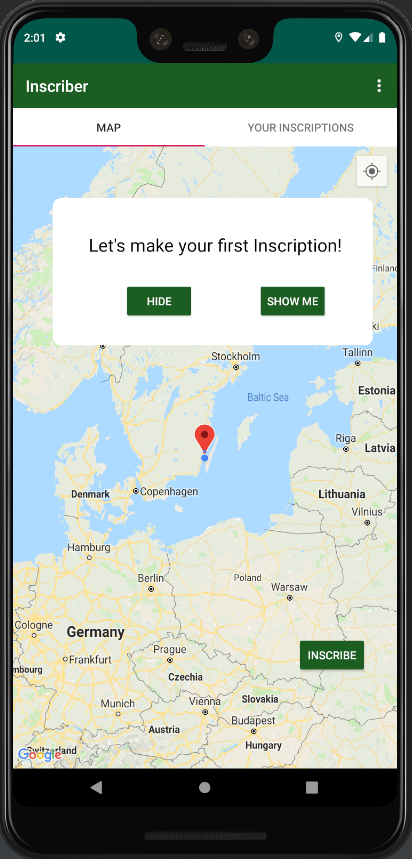 2:01
Inscriber
MAP
YOUR INSCRIPTIONS
Let's make your first Inscription!
HIDE
SHOW ME
Stockholm
Tallinn
Baltic Sea
Estonia
Riga
Latvia
Denmark
Copenhagen
Lithuania
Vilnius
Hamburg
Berlin
Poland
Warsaw
Cologne
Germany
INSCRIBE
Prague
Frankfurt
Czechia
Munich
Vienna
Slovakia
Austria
Budapest
Hungary
Google